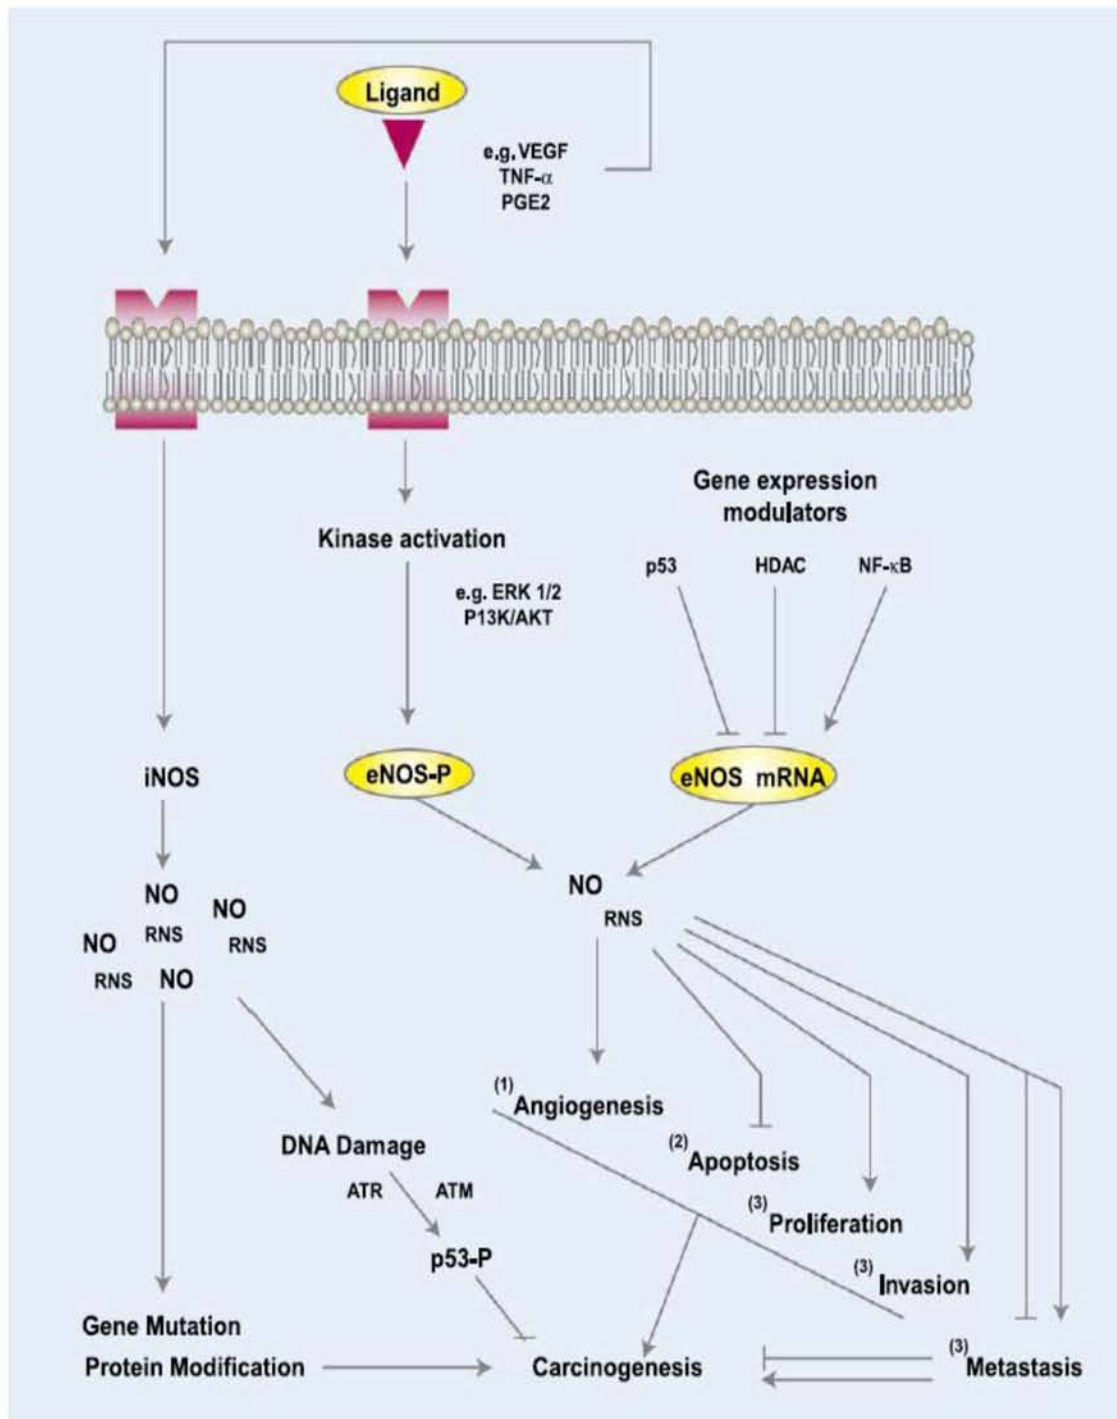 Ligand
e,g, VEGF
TNF-α
PGE2
Gene expression
modulators
Kinase activation
p53 HDAC NF-κB
e.g. ERK 1/2
P13K/AKT
iNOS
eNOS-P
eNOS mRNA
NO
NO
NO
RNS
RNS
NO
RNS
NO
RNS
(1) Angiogenesis
DNA Damage
(2) Apoptosis
ATR ATM
(3) Proliferation
p53-P
(3) Invasion
Gene Mutation
Protein Modification
Carcinogenesis
(3) Metastasis